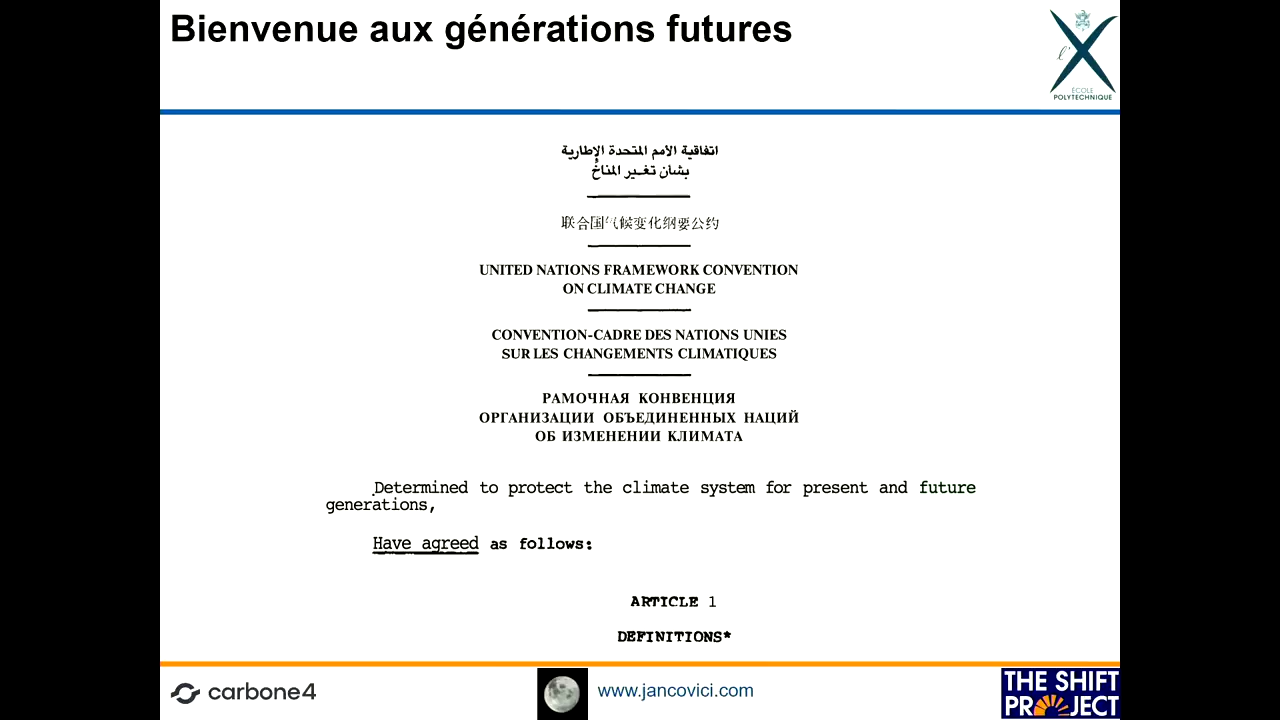 Bienvenue aux générations futures
l'
ÉCOLE
POLYTECHNIQUE
اتفاقية الأمم المتحدة الإطارية
بشان تغير المناخ
联合国气候变化纲要公约
UNITED NATIONS FRAMEWORK CONVENTION
ON CLIMATE CHANGE
CONVENTION-CADRE DES NATIONS UNIES
SUR LES CHANGEMENTS CLIMATIQUES
РАМОЧНАЯ КОНВЕНЦИЯ
ОРГАНИЗАЦИИ ОБЪЕДИНЕННЫХ НАЦИЙ
ОБ ИЗМЕНЕНИИ КЛИМАТА
Determined to protect the climate system for present and future
generations,
Have agreed as follows:
ARTICLE 1
DEFINITIONS*
carbone4
www.jancovici.com
THE SHIFT
PROJECT